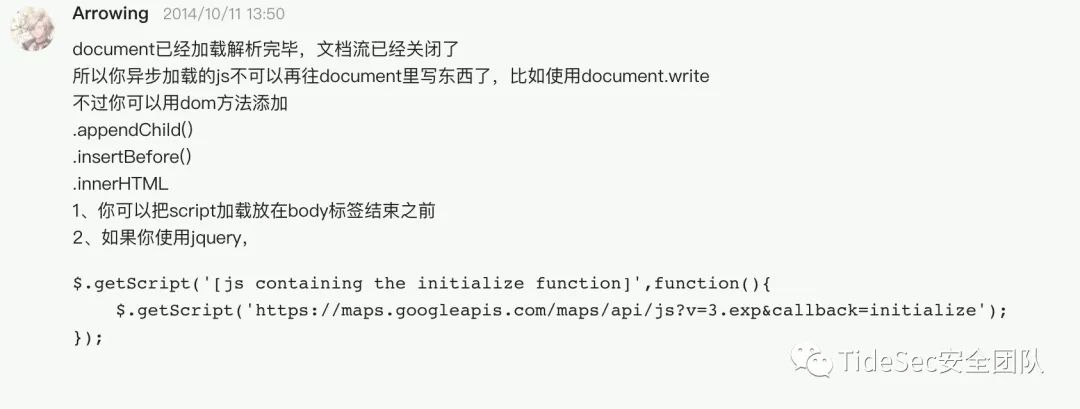 Arrowing 2014/10/11 13:50
document已经加载解析完毕，文档流已经关闭了
所以你异步加载的js不可以再往document里写东西了，比如使用document.write
不过你可以用dom方法添加
.appendChild()
.insertBefore()
.innerHTML
1、你可以把script加载放在body标签结束之前
2、如果你使用jquery，
$.getScript('[js containing the initialize function]',function(){
    $.getScript('https://maps.googleapis.com/maps/api/js?v=3.exp&callback=initialize');
});
TideSec安全团队